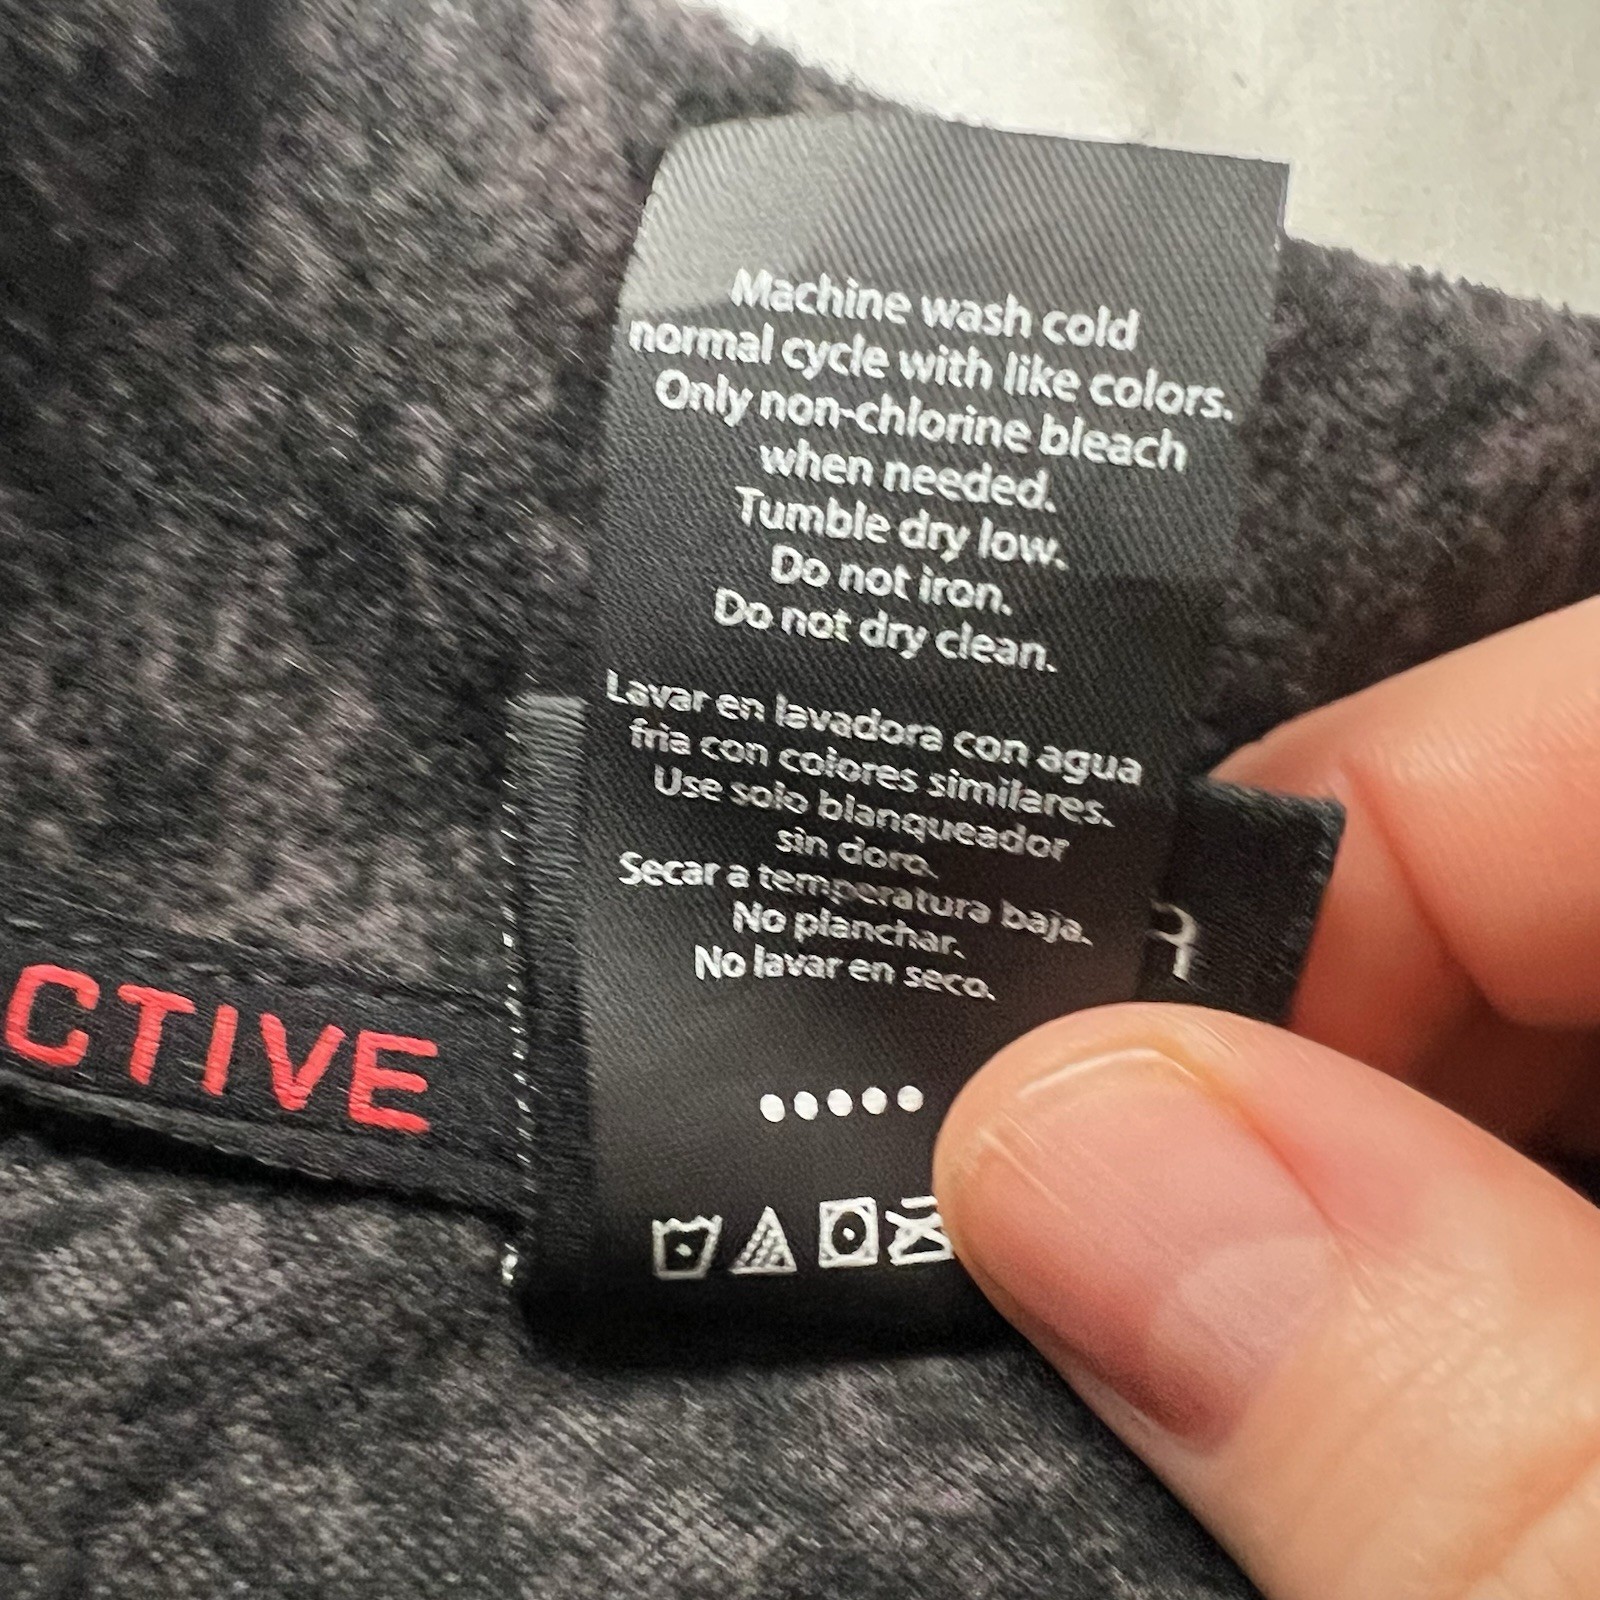 Machine wash cold
normal cycle with like colors.
Only non-chlorine bleach
when needed.
Tumble dry low.
Do not iron.
Do not dry clean.
Lavar en lavadora con agua
fria con colores similares.
Use solo blanqueador
sin doro.
Secar a temperatura baja.
No planchar.
No lavar en seco.
CTIVE